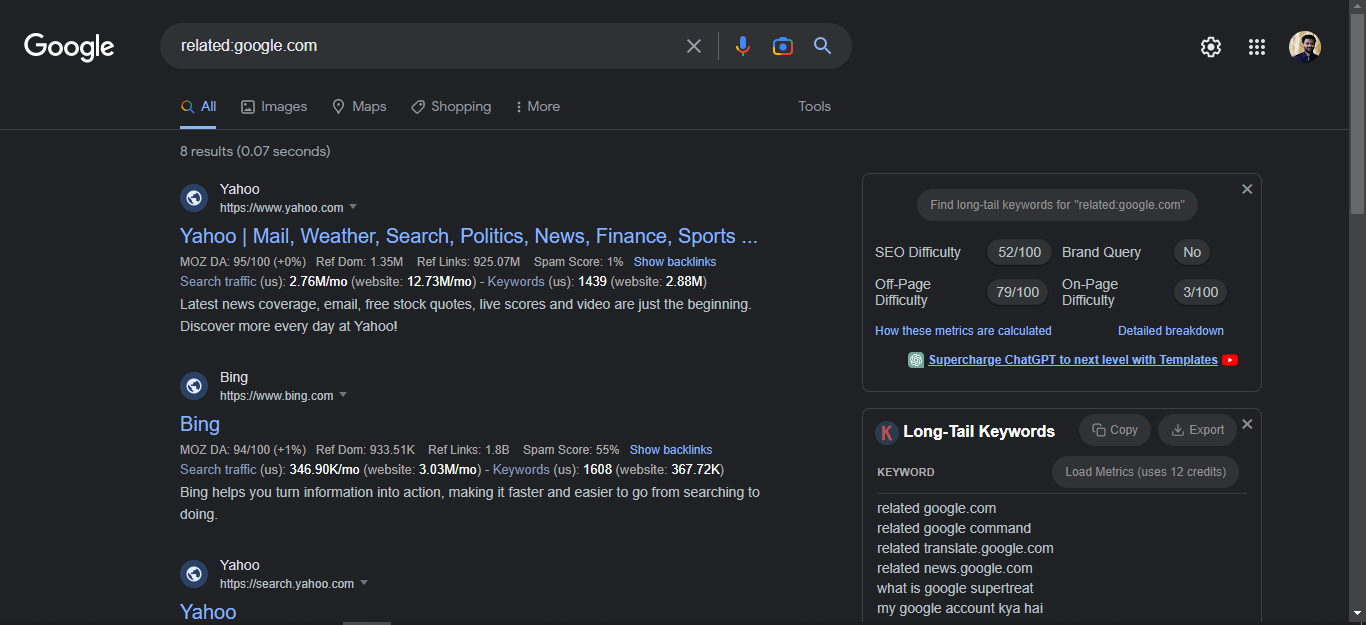 Google
related:google.com
All
Images
Maps
Shopping
More
Tools
8 results (0.07 seconds)
Yahoo
https://www.yahoo.com
Yahoo | Mail, Weather, Search, Politics, News, Finance, Sports ...
MOZ DA: 95/100 (+0%) Ref Dom: 1.35M Ref Links: 925.07M Spam Score: 1% Show backlinks
Search traffic (us): 2.76M/mo (website: 12.73M/mo) - Keywords (us): 1439 (website: 2.88M)
Latest news coverage, email, free stock quotes, live scores and video are just the beginning.
Discover more every day at Yahoo!
Bing
https://www.bing.com
Bing
MOZ DA: 94/100 (+1%) Ref Dom: 933.51K Ref Links: 1.8B Spam Score: 55% Show backlinks
Search traffic (us): 346.90K/mo (website: 3.03M/mo) - Keywords (us): 1608 (website: 367.72K)
Bing helps you turn information into action, making it faster and easier to go from searching to
doing.
Yahoo
https://search.yahoo.com
Yahoo
Find long-tail keywords for "related:google.com"
SEO Difficulty 52/100 Brand Query No
Off-Page
Difficulty
79/100
On-Page
Difficulty
3/100
How these metrics are calculated
Detailed breakdown
Supercharge ChatGPT to next level with Templates
K
Long-Tail Keywords
Copy
Export
KEYWORD
Load Metrics (uses 12 credits)
related google.com
related google command
related translate.google.com
related news.google.com
what is google supertreat
my google account kya hai